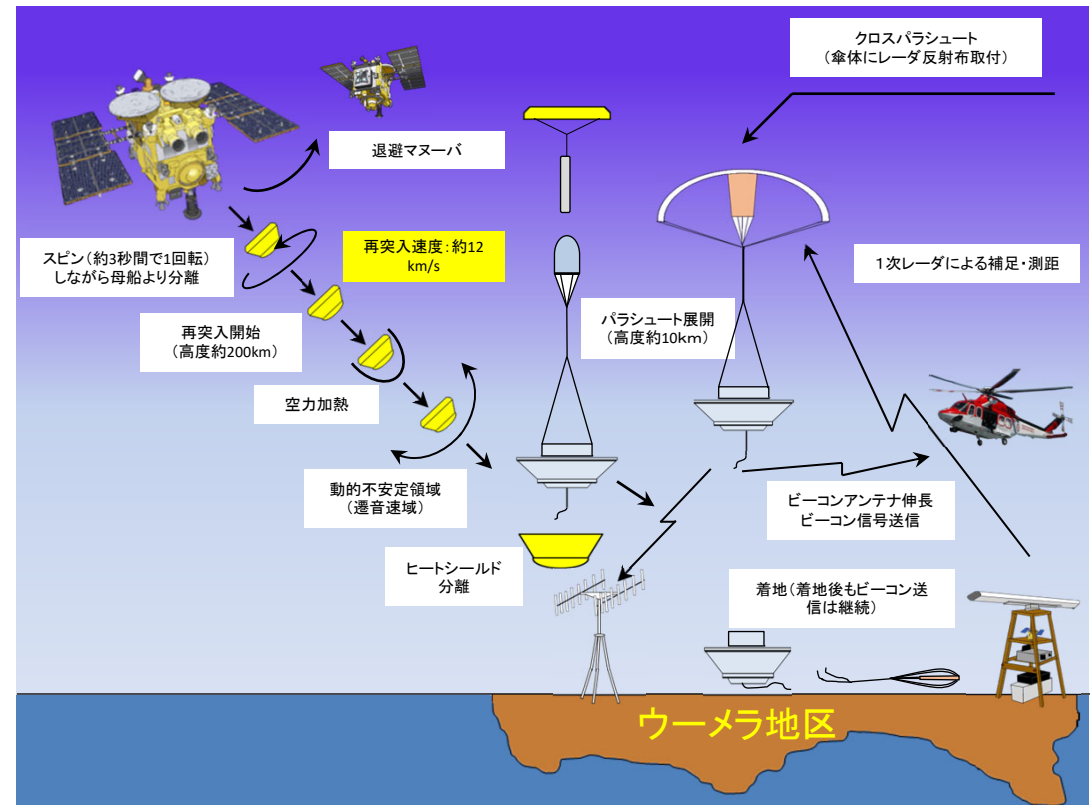 クロスパラシュート
（傘体にレーダ反射布取付）
退避マヌーバ
スピン（約3秒間で1回転）
しながら母船より分離
再突入速度：約12
km/s
1次レーダによる補足・測距
再突入開始
（高度約200km）
パラシュート展開
（高度約10km）
空力加熱
動的不安定領域
（遷音速域）
ビーコンアンテナ伸長
ビーコン信号送信
ヒートシールド
分離
着地（着地後もビーコン送
信は継続）
ウーメラ地区